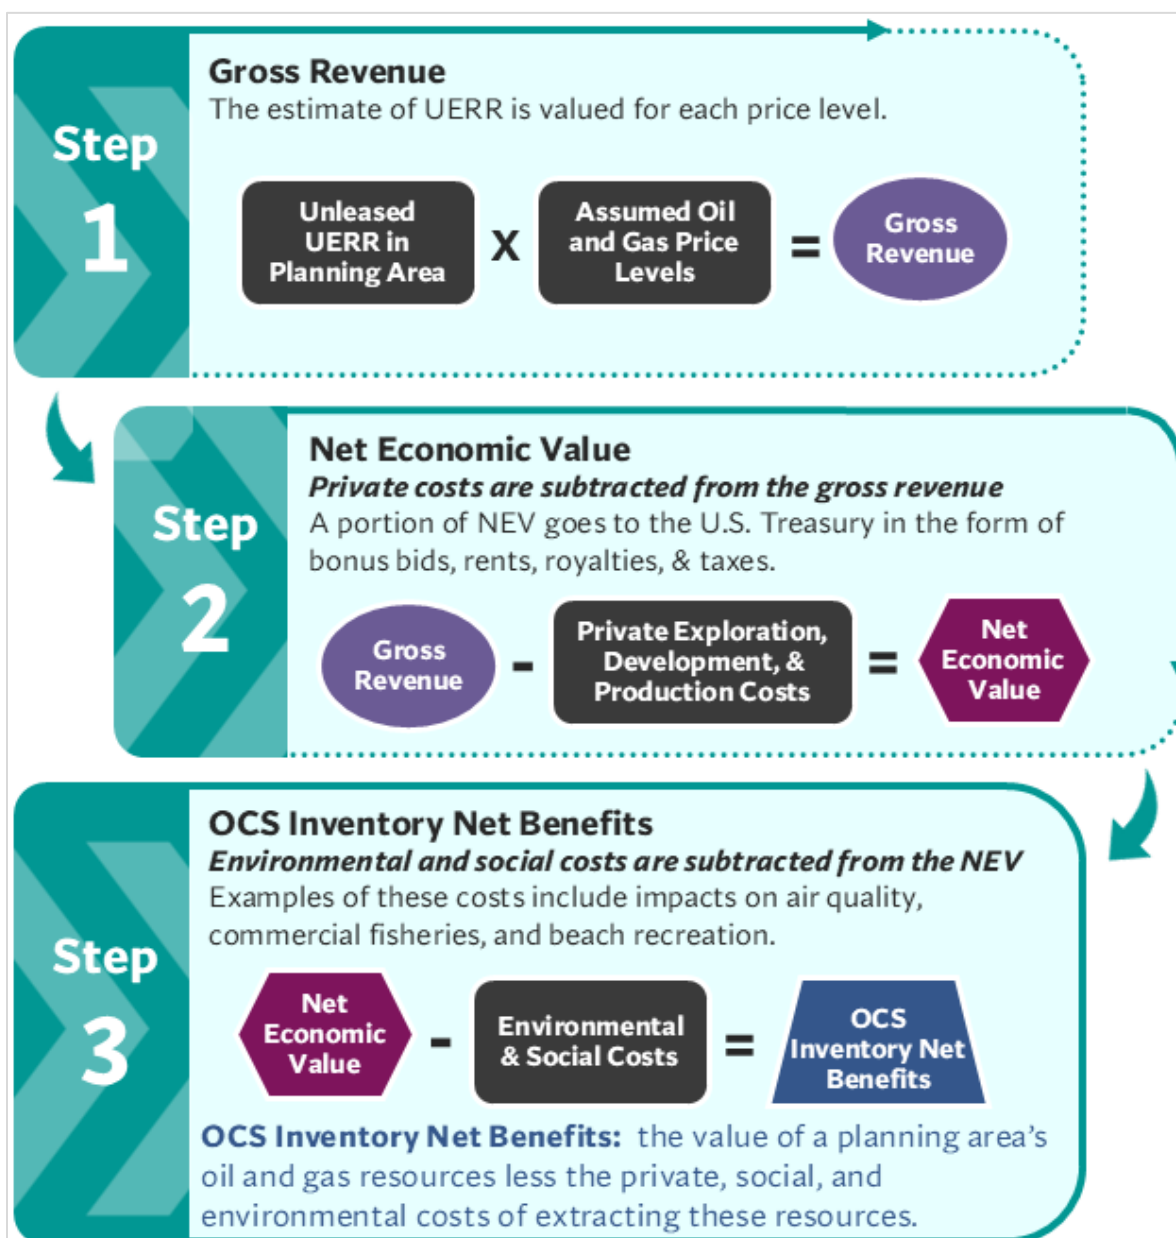 Step
1
Gross Revenue
The estimate of UERR is valued for each price level.
Unleased
UERR in
Planning Area
X
Assumed Oil
and Gas Price
Levels
=
Gross
Revenue
Step
2
Net Economic Value
Private costs are subtracted from the gross revenue
A portion of NEV goes to the U.S. Treasury in the form of
bonus bids, rents, royalties, & taxes.
Gross
Revenue
-
Private Exploration,
Development, &
Production Costs
=
Net
Economic
Value
Step
3
OCS Inventory Net Benefits
Environmental and social costs are subtracted from the NEV
Examples of these costs include impacts on air quality,
commercial fisheries, and beach recreation.
Net
Economic
Value
-
Environmental
& Social Costs
=
OCS
Inventory Net
Benefits
OCS Inventory Net Benefits: the value of a planning area’s
oil and gas resources less the private, social, and
environmental costs of extracting these resources.